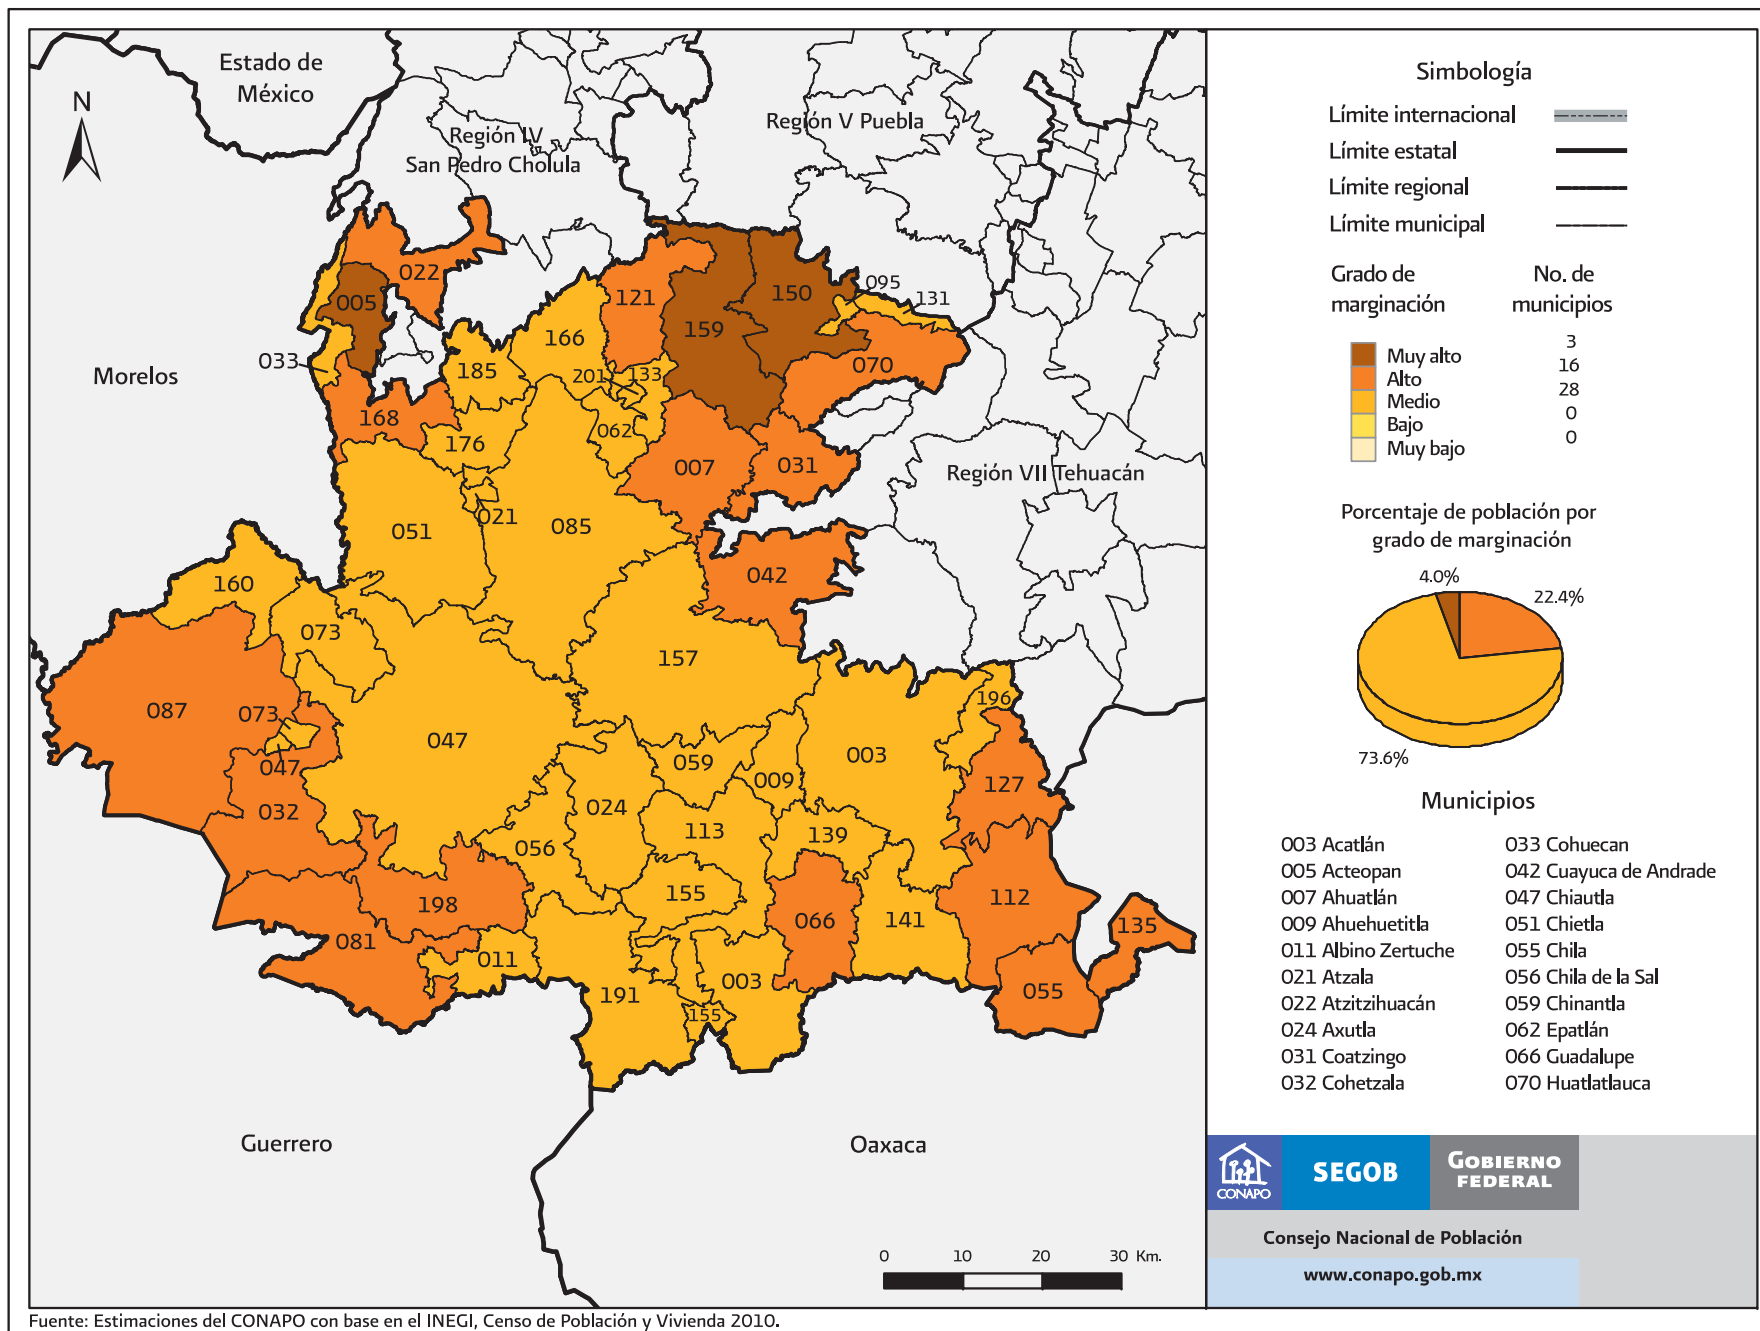 Estado de
México
N
Región IV
San Pedro Cholula
Región V Puebla
Morelos
Región VII Tehuacán
Guerrero
Oaxaca
022
005
033
168
121
159
150
095
131
070
166
185
201
133
062
176
007
031
051
021
085
042
160
073
157
087
073
047
047
032
196
003
127
059
009
024
113
139
056
155
198
066
141
112
135
081
011
191
003
155
055
0 10 20 30 Km.
Simbología
Límite internacional
Límite estatal
Límite regional
Límite municipal
Grado de
marginación
No. de
municipios
Muy alto 3
Alto 16
Medio 28
Bajo 0
Muy bajo 0
Porcentaje de población por
grado de marginación
4.0%
22.4%
73.6%
Municipios
003 Acatlán
005 Acteopan
007 Ahuatlán
009 Ahuehuetitla
011 Albino Zertuche
021 Atzala
022 Atzitzihuacán
024 Axutla
031 Coatzingo
032 Cohetzala
033 Cohuecan
042 Cuayuca de Andrade
047 Chiautla
051 Chietla
055 Chila
056 Chila de la Sal
059 Chinantla
062 Epatlán
066 Guadalupe
070 Huatlatlauca
CONAPO
SEGOB
GOBIERNO
FEDERAL
Consejo Nacional de Población
www.conapo.gob.mx
Fuente: Estimaciones del CONAPO con base en el INEGI, Censo de Población y Vivienda 2010.